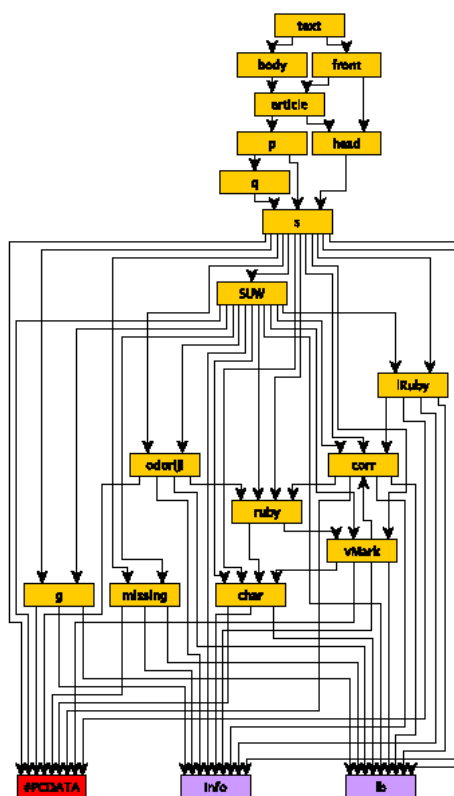 text
body front
article
p head
q
s
SUW
lRuby
odoriji corr
ruby
vMark
g missing char
#PCDATA info lb